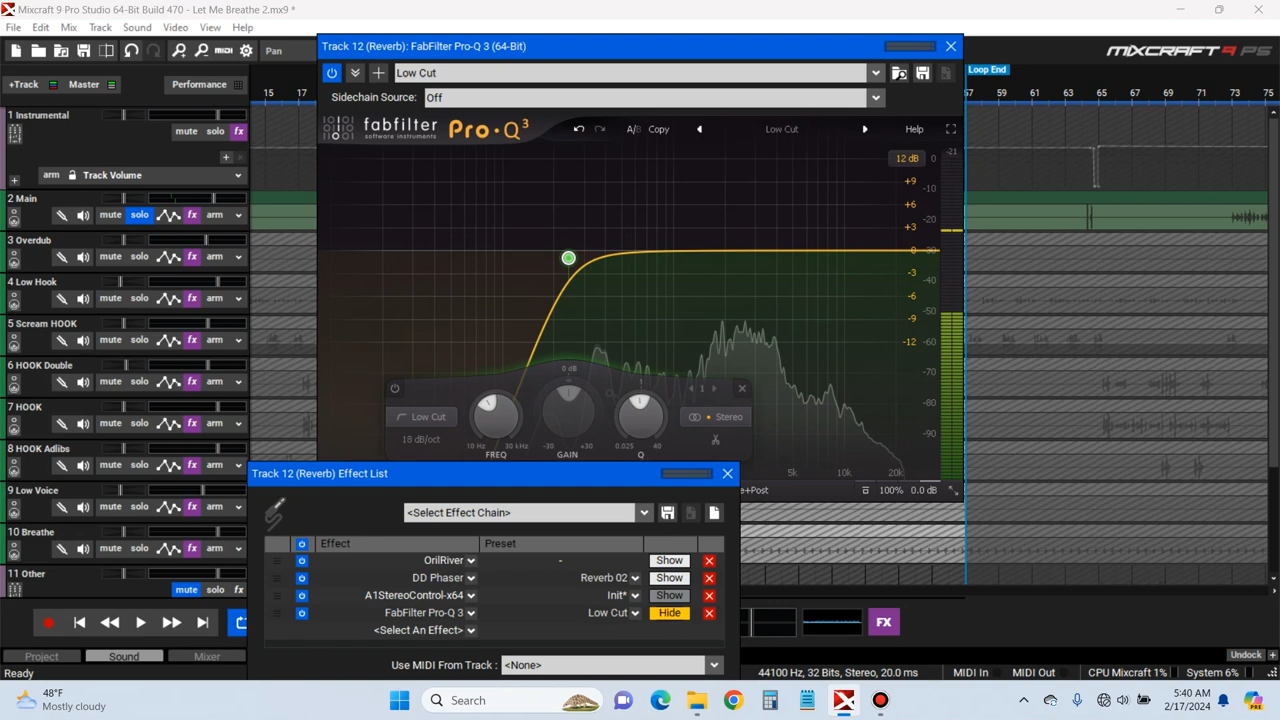 Mixcraft 9 Pro Studio 64-Bit Build 470 - Let Me Breathe 2.mx9 *
File Edit Mix Track Sound Video View Help
MIDI Pan MIXCRAFT 9 PS
+Track Master Performance
15 17
Loop End
57 59 61 63 65 67 69 71 73 75
1 Instrumental
mute solo fx
arm Track Volume
2 Main
mute solo fx arm
3 Overdub
mute solo fx arm
4 Low Hook
mute solo fx arm
5 Scream HOOK
mute solo fx arm
6 HOOK Double
mute solo fx arm
7 HOOK
mute solo fx arm
8 HOOK Adlibs
mute solo fx arm
9 Low Voice
mute solo fx arm
10 Breathe
mute solo fx arm
11 Other
mute solo fx
Track 12 (Reverb): FabFilter Pro-Q 3 (64-Bit)
Low Cut
Sidechain Source: Off
fabfilter
software instruments
Pro·Q3
A/B Copy Low Cut Help
12 dB 0 -21
+9 -10
+6 -20
+3
0 -30
-3 -40
-6
-9 -50
-12 -60
-70
-80
-90
0 dB
1
1
Low Cut
18 dB/oct
10 Hz 30 kHz
FREQ
-30 +30
GAIN
0.025 40
Q
Stereo
5k 10k 20k
e+Post 100% 0.0 dB
Track 12 (Reverb) Effect List
<Select Effect Chain>
Effect Preset
OrilRiver - Show
DD Phaser Reverb 02 Show
A1StereoControl-x64 Init* Show
FabFilter Pro-Q 3 Low Cut Hide
<Select An Effect>
Use MIDI From Track : <None>
FX
Project Sound Mixer
Undock
Ready
44100 Hz, 32 Bits, Stereo, 20.0 ms MIDI In MIDI Out CPU Mixcraft 1%
48°F
Mostly cloudy
Search
5:40 AM
2/17/2024
PRE